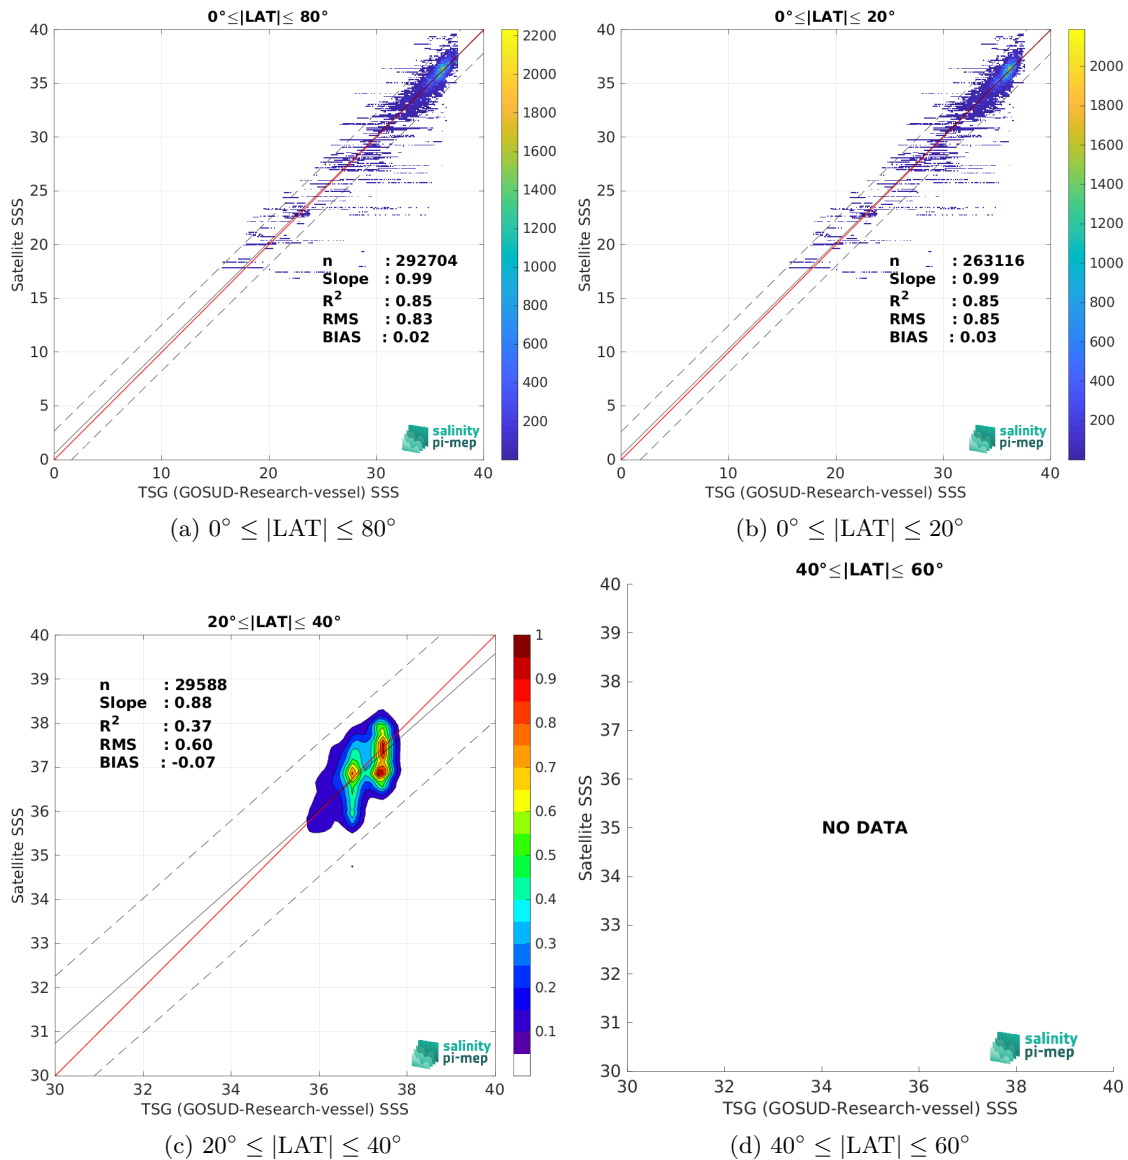 0°≤|LAT|≤ 80°
Satellite SSS
40
35
30
25
20
15
10
5
0
0 10 20 30 40
TSG (GOSUD-Research-vessel) SSS
n : 292704
Slope : 0.99
R² : 0.85
RMS : 0.83
BIAS : 0.02
salinity
pi-mep
2200
2000
1800
1600
1400
1200
1000
800
600
400
200
(a) 0° ≤ |LAT| ≤ 80°
0°≤|LAT|≤ 20°
Satellite SSS
40
35
30
25
20
15
10
5
0
0 10 20 30 40
TSG (GOSUD-Research-vessel) SSS
n : 263116
Slope : 0.99
R² : 0.85
RMS : 0.85
BIAS : 0.03
salinity
pi-mep
2000
1800
1600
1400
1200
1000
800
600
400
200
(b) 0° ≤ |LAT| ≤ 20°
20°≤|LAT|≤ 40°
Satellite SSS
40
39
38
37
36
35
34
33
32
31
30
30 32 34 36 38 40
TSG (GOSUD-Research-vessel) SSS
n : 29588
Slope : 0.88
R² : 0.37
RMS : 0.60
BIAS : -0.07
salinity
pi-mep
1
0.9
0.8
0.7
0.6
0.5
0.4
0.3
0.2
0.1
(c) 20° ≤ |LAT| ≤ 40°
40°≤|LAT|≤ 60°
Satellite SSS
40
39
38
37
36
35
34
33
32
31
30
30 32 34 36 38 40
TSG (GOSUD-Research-vessel) SSS
NO DATA
salinity
pi-mep
(d) 40° ≤ |LAT| ≤ 60°